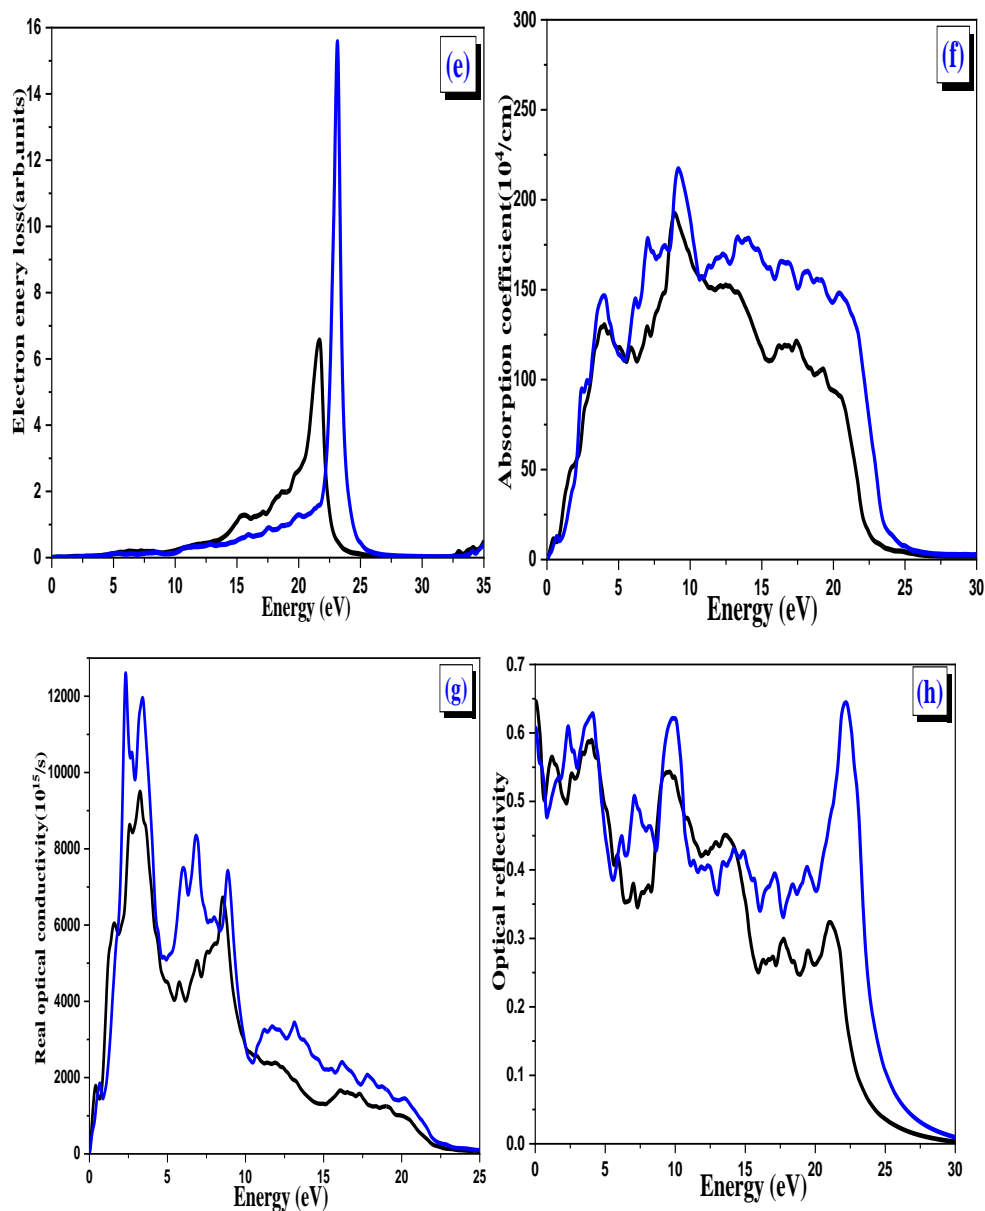 (e)
Electron enery loss(arb.units)
16
14
12
10
8
6
4
2
0
0 5 10 15 20 25 30 35
Energy (eV)
(f)
Absorption coefficient(10⁴/cm)
300
250
200
150
100
50
0
0 5 10 15 20 25 30
Energy (eV)
(g)
Real optical conductivity(10¹⁵/s)
12000
10000
8000
6000
4000
2000
0
0 5 10 15 20 25
Energy (eV)
(h)
Optical reflectivity
0.7
0.6
0.5
0.4
0.3
0.2
0.1
0.0
0 5 10 15 20 25 30
Energy (eV)